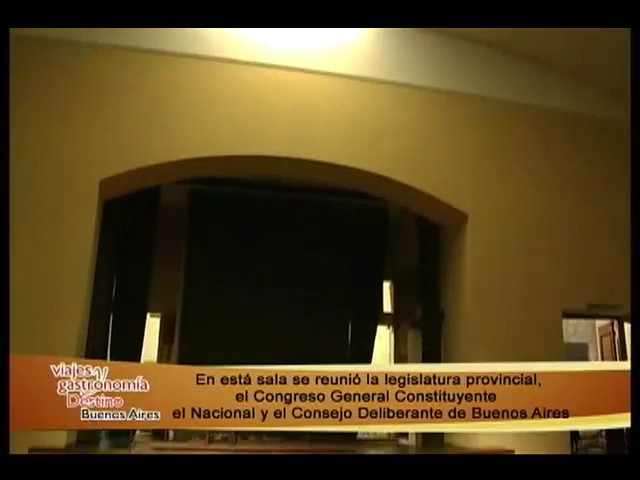 viajes y
gastronomía
Destino
Buenos Aires
En está sala se reunió la legislatura provincial,
el Congreso General Constituyente
el Nacional y el Consejo Deliberante de Buenos Aires